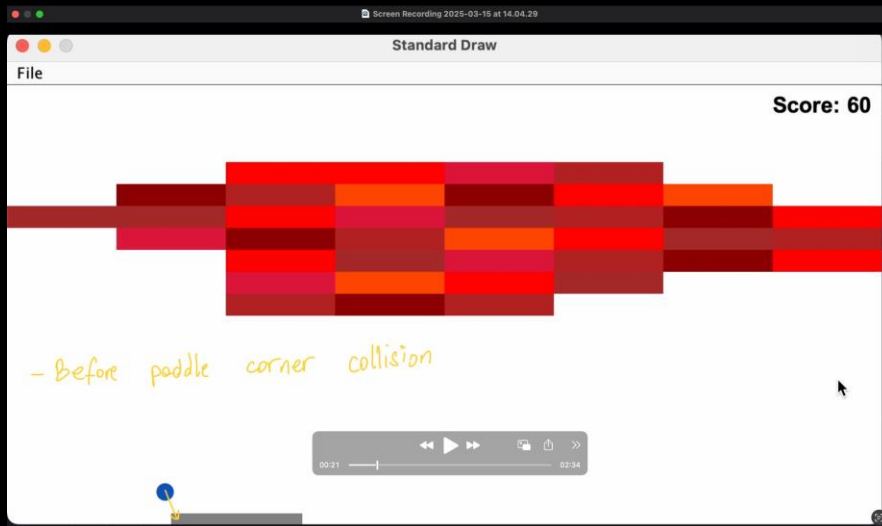 Screen Recording 2025-03-15 at 14.04.29
Standard Draw
File
Score: 60
- Before paddle corner collision
00:21
02:34